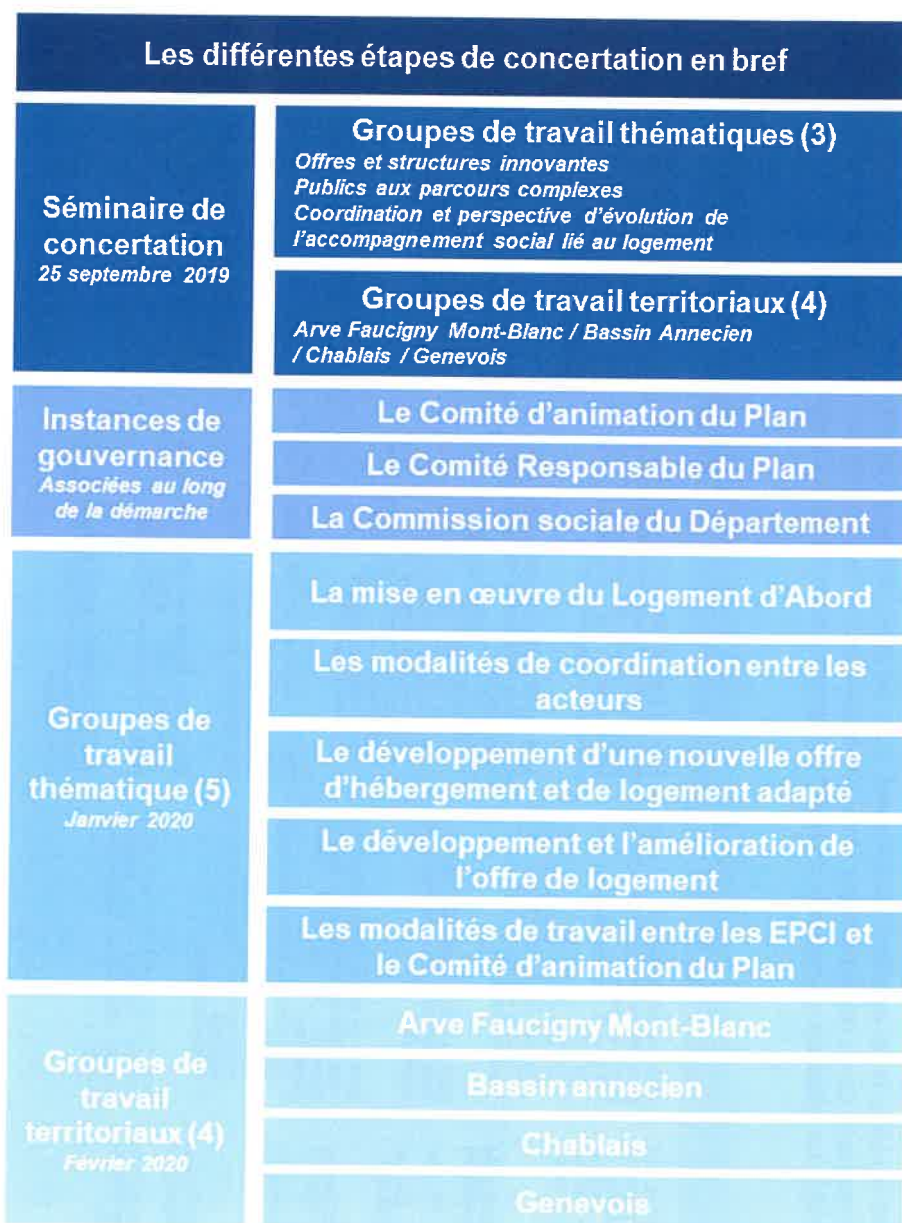 Les différentes étapes de concertation en bref
Séminaire de
concertation
25 septembre 2019
Groupes de travail thématiques (3)
Offres et structures innovantes
Publics aux parcours complexes
Coordination et perspective d'évolution de
l'accompagnement social lié au logement
Groupes de travail territoriaux (4)
Arve Faucigny Mont-Blanc / Bassin Annecien
/ Chablais / Genevois
Instances de
gouvernance
Associées au long
de la démarche
Le Comité d'animation du Plan
Le Comité Responsable du Plan
La Commission sociale du Département
Groupes de
travail
thématique (5)
Janvier 2020
La mise en œuvre du Logement d'Abord
Les modalités de coordination entre les
acteurs
Le développement d'une nouvelle offre
d'hébergement et de logement adapté
Le développement et l'amélioration de
l'offre de logement
Les modalités de travail entre les EPCI et
le Comité d'animation du Plan
Groupes de
travail
territoriaux (4)
Février 2020
Arve Faucigny Mont-Blanc
Bassin annecien
Chablais
Genevois